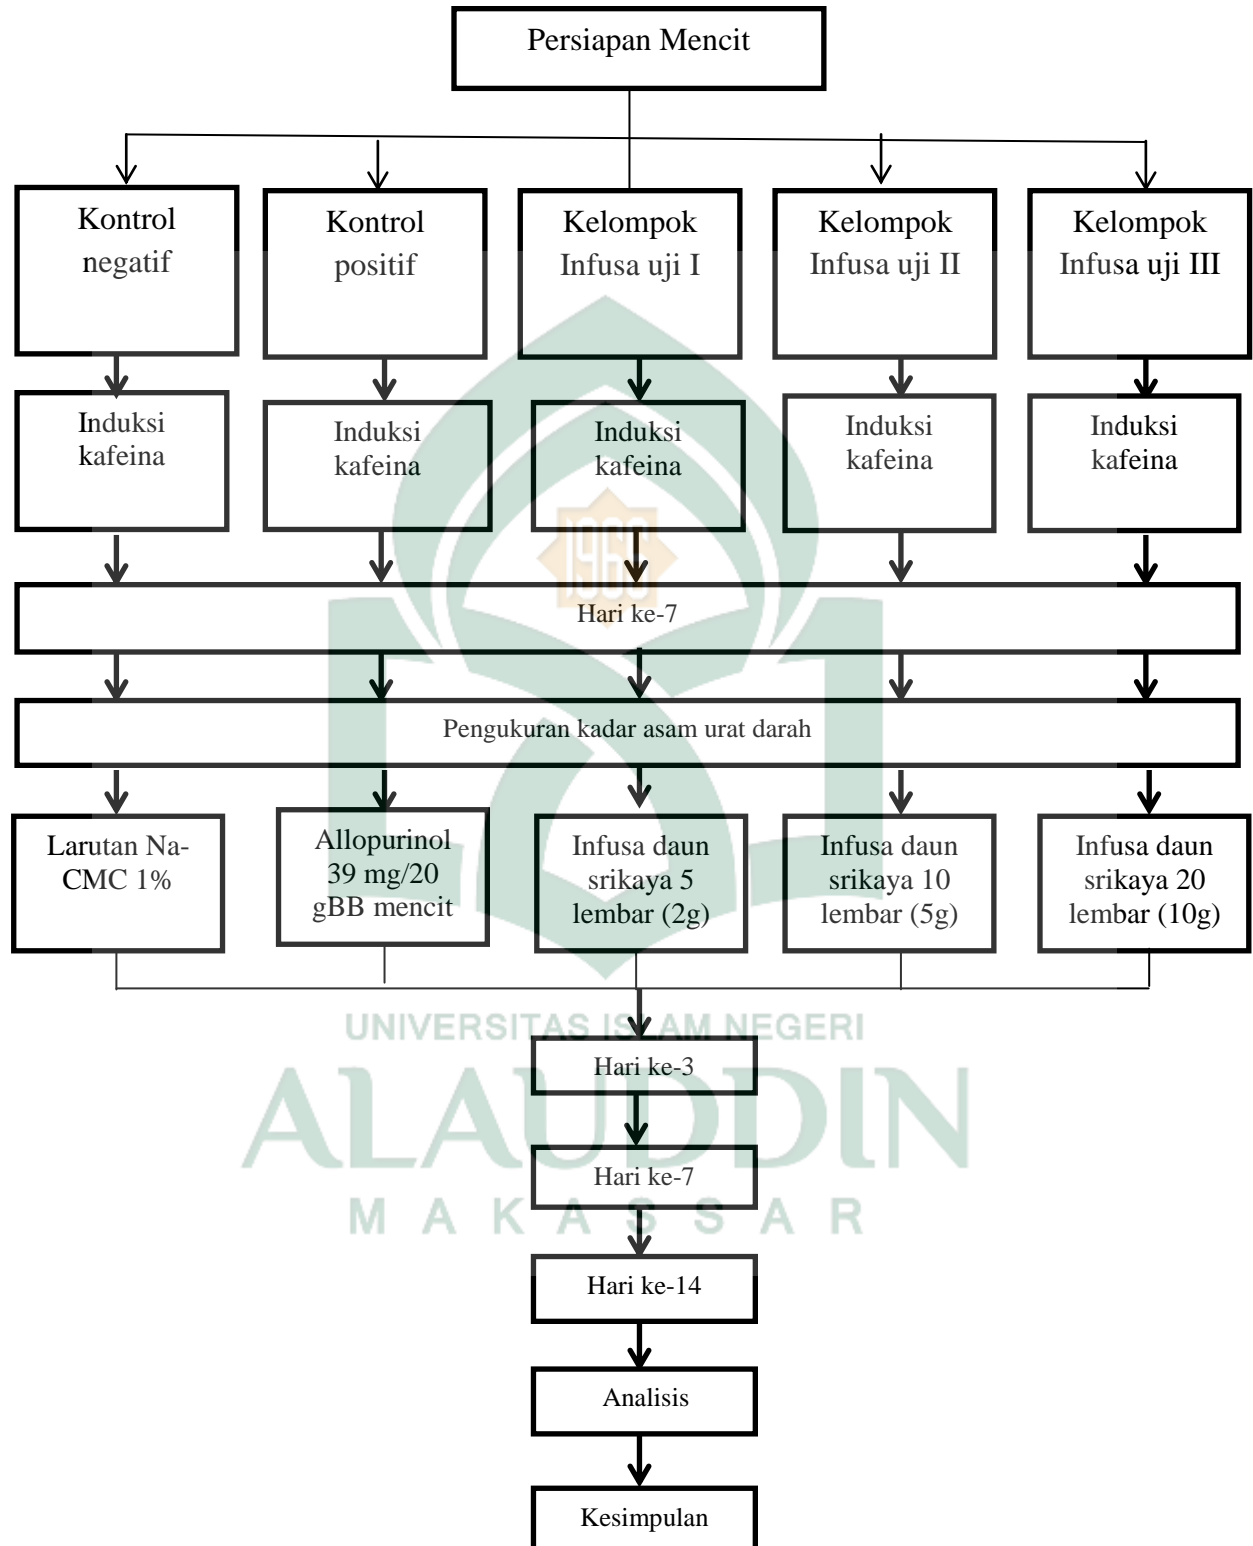 Persiapan Mencit
Kontrol
negatif
Kontrol
positif
Kelompok
Infusa uji I
Kelompok
Infusa uji II
Kelompok
Infusa uji III
Induksi
kafeina
Induksi
kafeina
Induksi
kafeina
Induksi
kafeina
Induksi
kafeina
1965
Hari ke-7
Pengukuran kadar asam urat darah
Larutan Na-
CMC 1%
Allopurinol
39 mg/20
gBB mencit
Infusa daun
srikaya 5
lembar (2g)
Infusa daun
srikaya 10
lembar (5g)
Infusa daun
srikaya 20
lembar (10g)
UNIVERSITAS ISLAM NEGERI
Hari ke-3
ALAUDDIN
Hari ke-7
MAKASSAR
Hari ke-14
Analisis
Kesimpulan